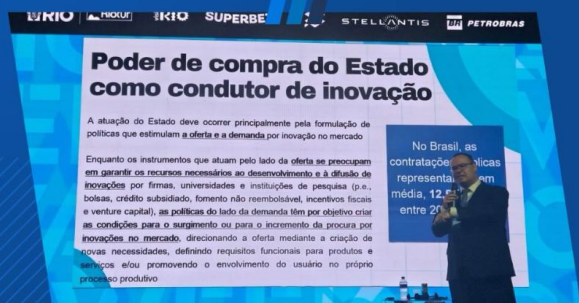 RIO Riotur RIO SUPERBE STELLANTIS BR PETROBRAS
Poder de compra do Estado
como condutor de inovação
A atuação do Estado deve ocorrer principalmente pela formulação de
políticas que estimulam a oferta e a demanda por inovação no mercado
Enquanto os instrumentos que atuam pelo lado da oferta se preocupam
em garantir os recursos necessários ao desenvolvimento e à difusão de
inovações por firmas, universidades e instituições de pesquisa (p.e.,
bolsas, crédito subsidiado, fomento não reembolsável, incentivos fiscais
e venture capital), as políticas do lado da demanda têm por objetivo criar
as condições para o surgimento ou para o incremento da procura por
inovações no mercado, direcionando a oferta mediante a criação de
novas necessidades, definindo requisitos funcionais para produtos e
serviços e/ou promovendo o envolvimento do usuário no próprio
processo produtivo
No Brasil, as
contratações
representa em
média, 12,
entre 20